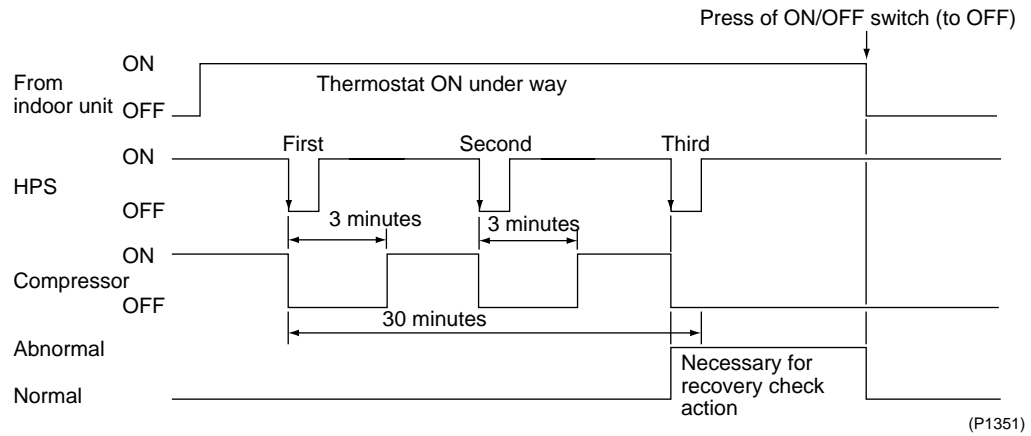 Press of ON/OFF switch (to OFF)
ON
From
indoor unit
OFF
Thermostat ON under way
First
Second
Third
ON
HPS
OFF
3 minutes
3 minutes
ON
Compressor
OFF
30 minutes
Abnormal
Necessary for
recovery check
action
Normal
(P1351)